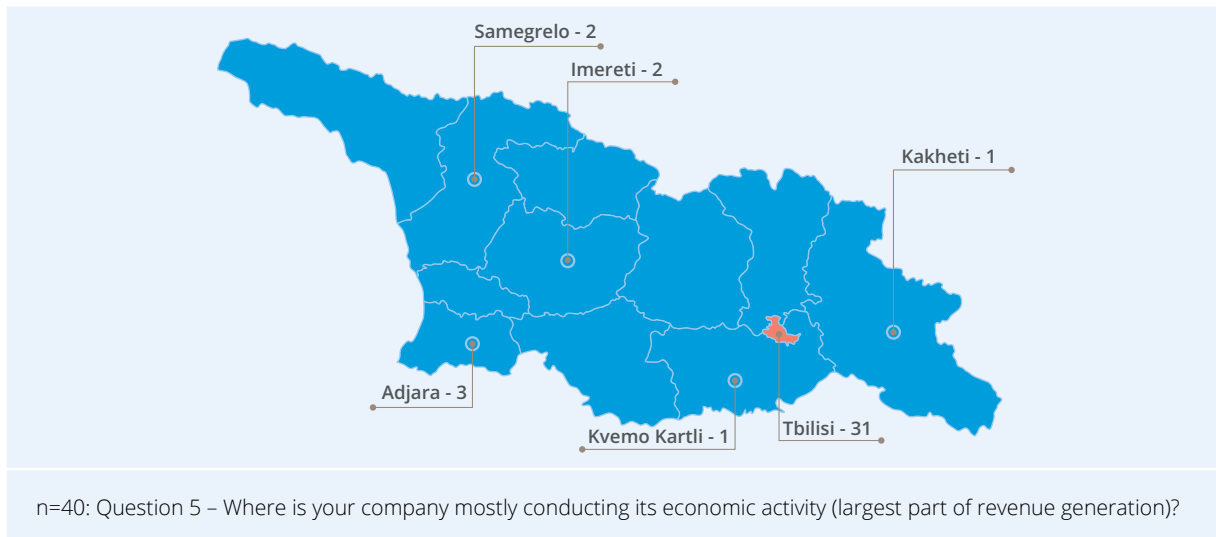 Samegrelo - 2
Imereti - 2
Kakheti - 1
Adjara - 3
Kvemo Kartli - 1
Tbilisi - 31
n=40: Question 5 – Where is your company mostly conducting its economic activity (largest part of revenue generation)?